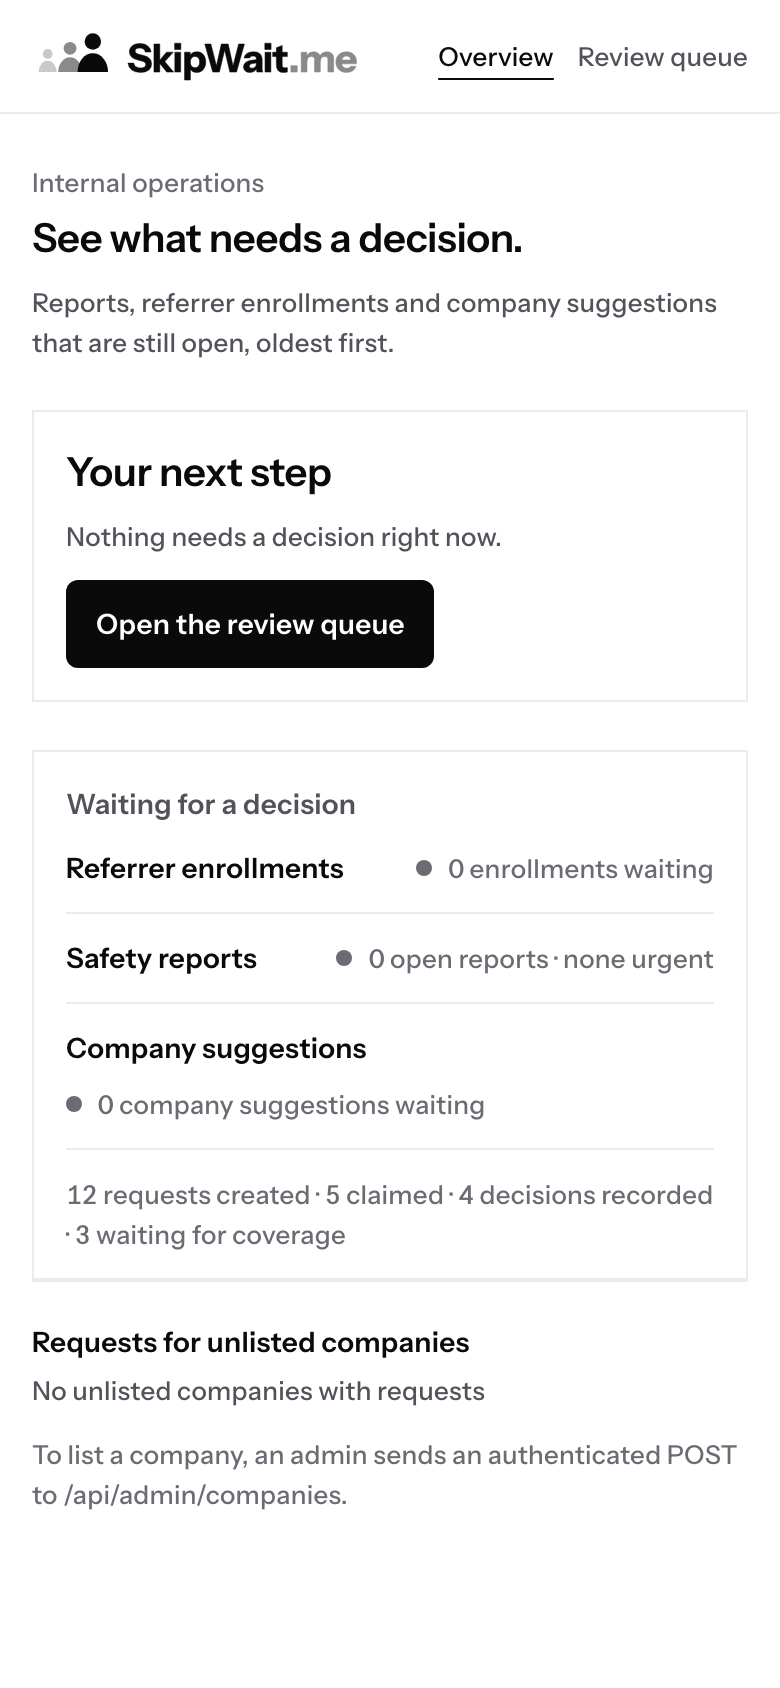 SkipWait.me
Overview
Review queue
Internal operations
See what needs a decision.
Reports, referrer enrollments and company suggestions
that are still open, oldest first.
Your next step
Nothing needs a decision right now.
Open the review queue
Waiting for a decision
Referrer enrollments
0 enrollments waiting
Safety reports
0 open reports · none urgent
Company suggestions
0 company suggestions waiting
12 requests created · 5 claimed · 4 decisions recorded
· 3 waiting for coverage
Requests for unlisted companies
No unlisted companies with requests
To list a company, an admin sends an authenticated POST
to /api/admin/companies.